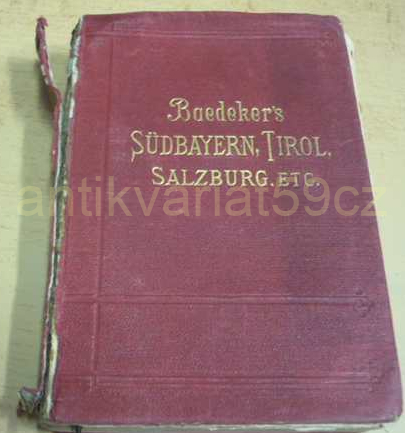 Baedeker's
SÜDBAYERN, TIROL,
SALZBURG, ETC.
antikvariat59cz